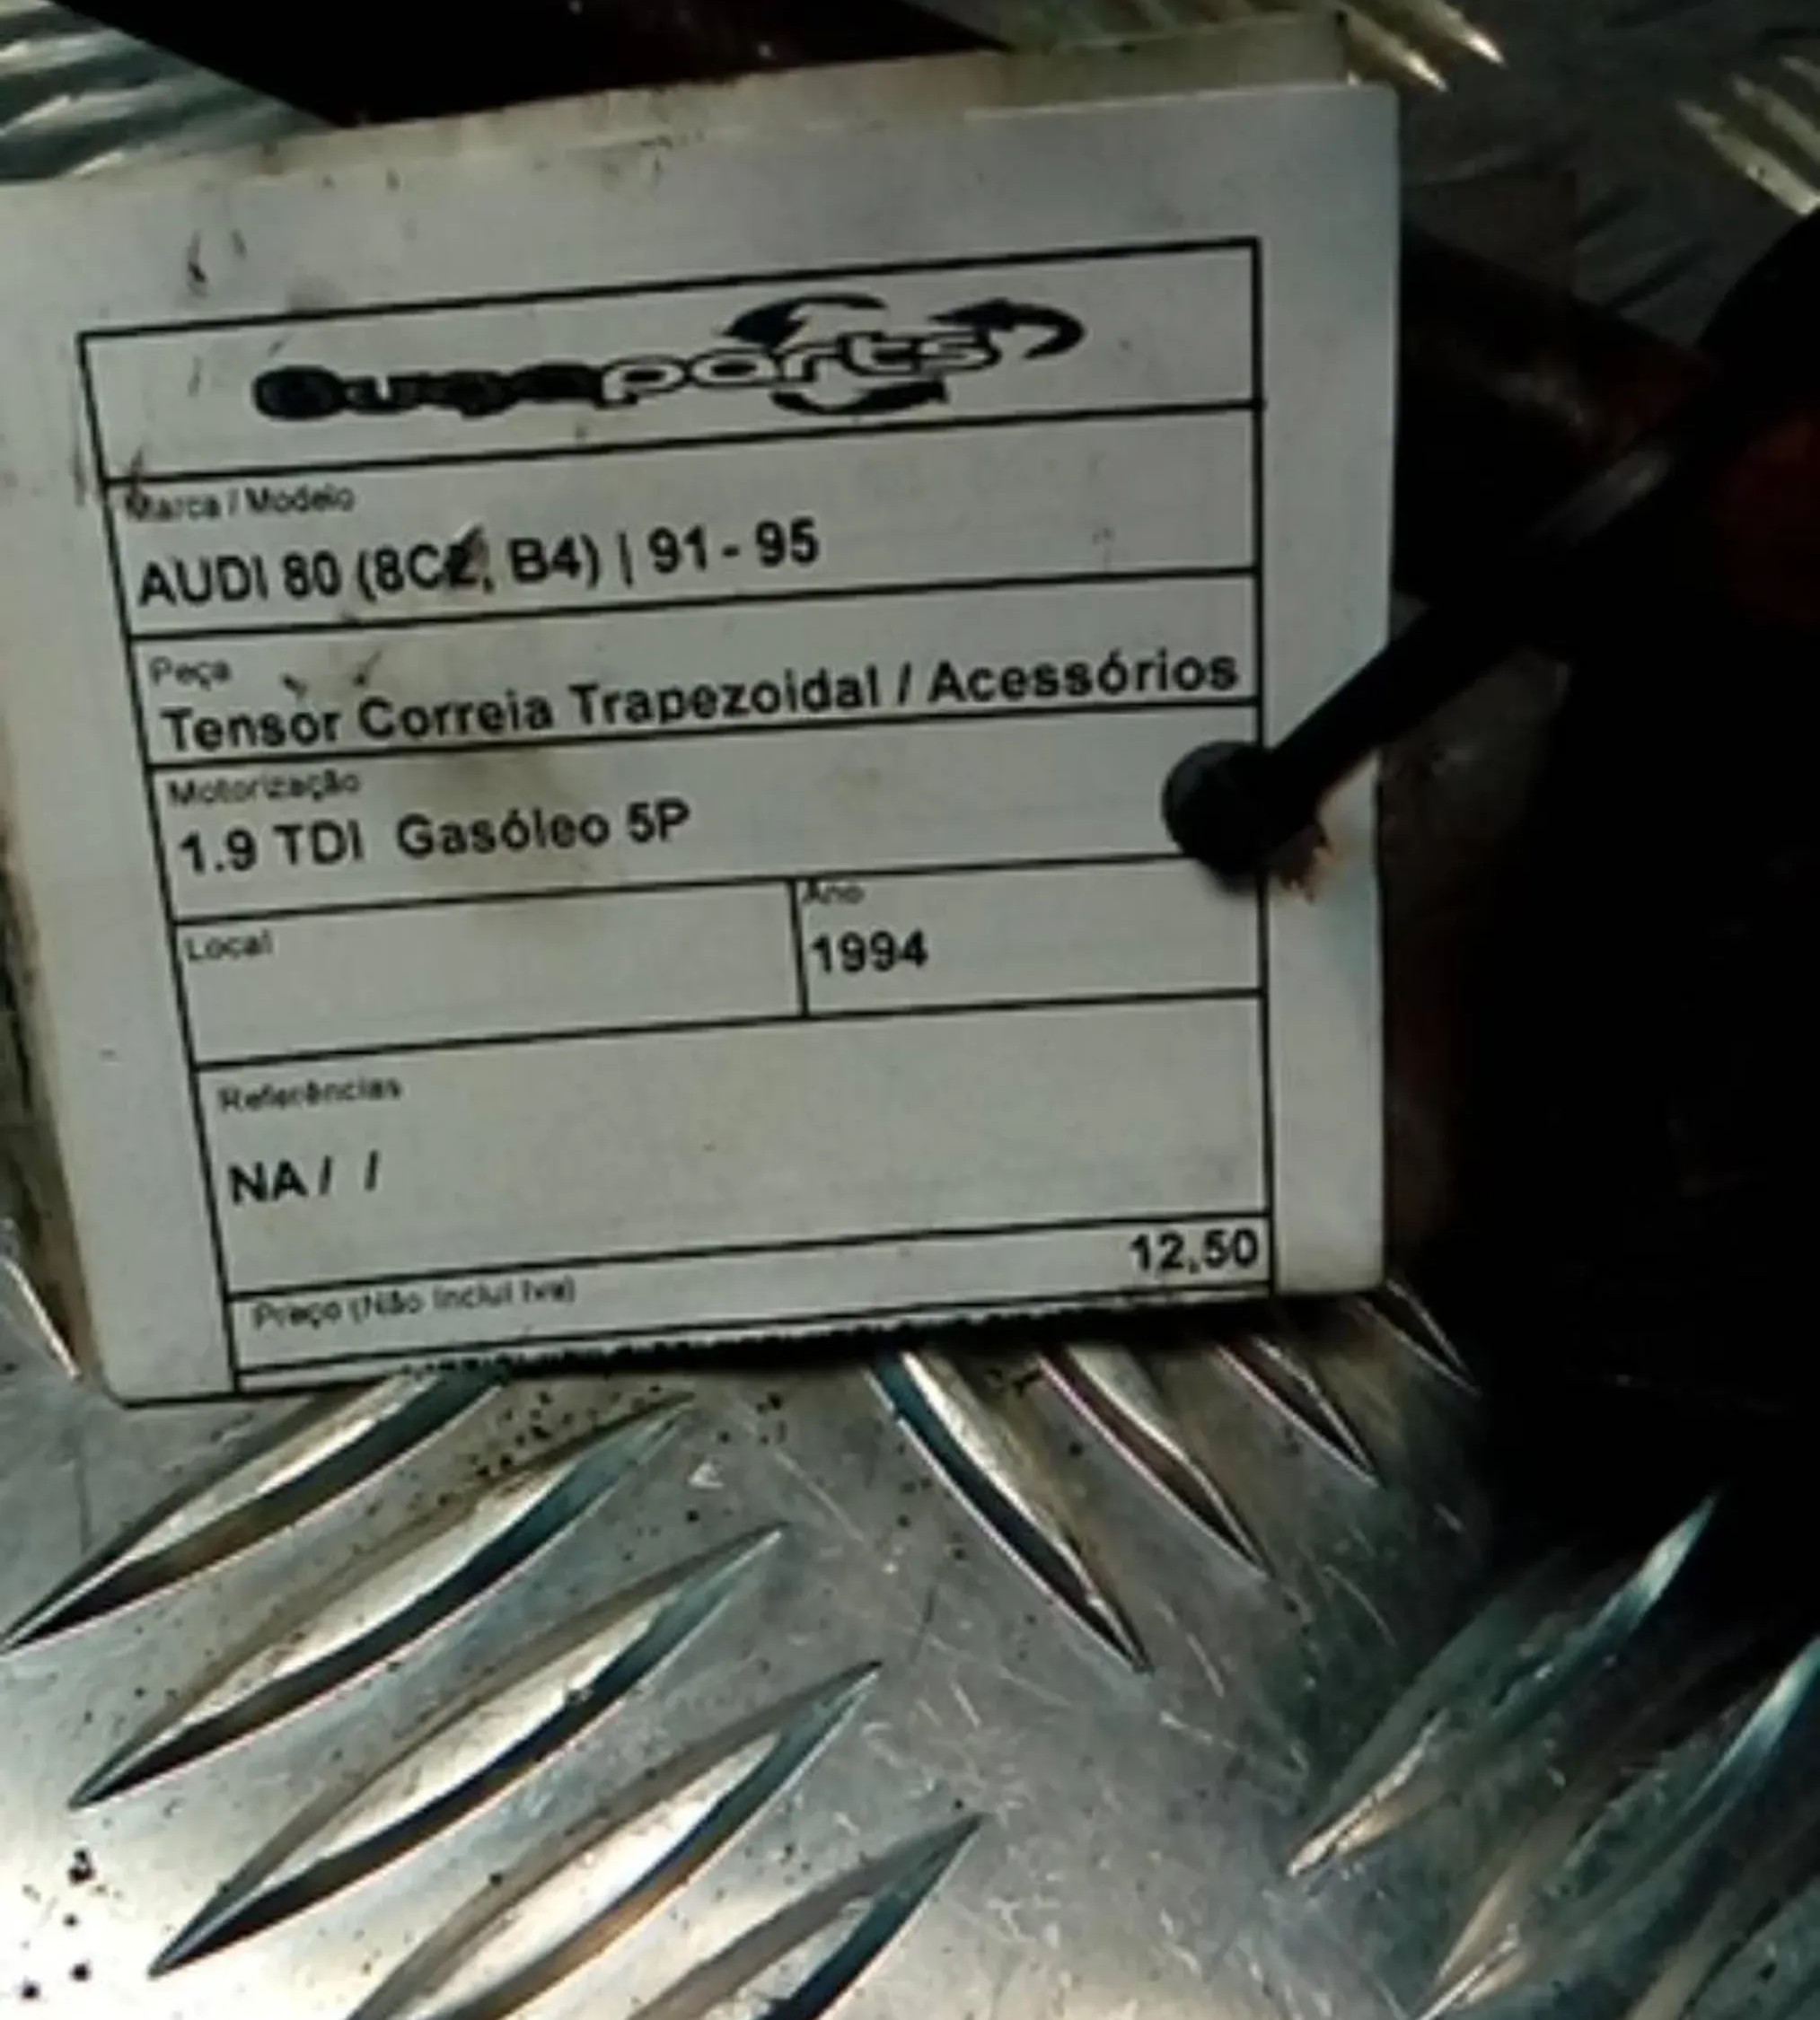 Ougaparts
Marca / Modelo
AUDI 80 (8C2, B4) | 91 - 95
Peça
Tensor Correia Trapezoidal / Acessórios
Motorização
1.9 TDI Gasóleo 5P
Local
Ano
1994
Referências
NA / /
12,50
Preço (Não Inclui Iva)